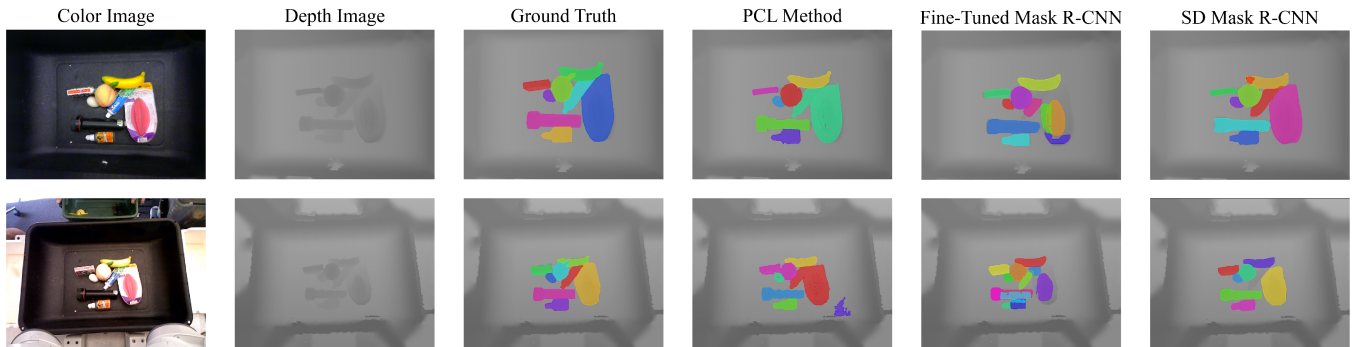 Color Image
Depth Image
Ground Truth
PCL Method
Fine-Tuned Mask R-CNN
SD Mask R-CNN